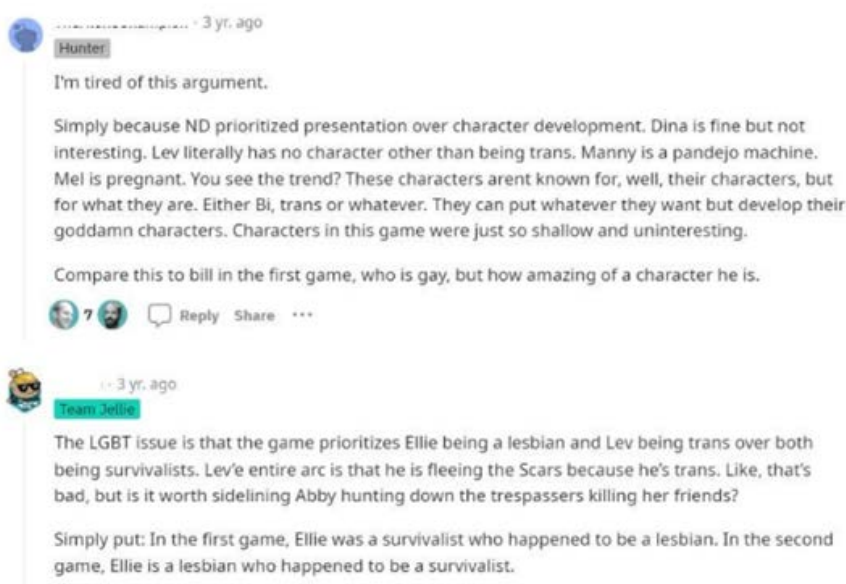 · 3 yr. ago
Hunter
I'm tired of this argument.
Simply because ND prioritized presentation over character development. Dina is fine but not
interesting. Lev literally has no character other than being trans. Manny is a pandejo machine.
Mel is pregnant. You see the trend? These characters arent known for, well, their characters, but
for what they are. Either Bi, trans or whatever. They can put whatever they want but develop their
goddamn characters. Characters in this game were just so shallow and uninteresting.
Compare this to bill in the first game, who is gay, but how amazing of a character he is.
7 Reply Share ···
· 3 yr. ago
Team Jellie
The LGBT issue is that the game prioritizes Ellie being a lesbian and Lev being trans over both
being survivalists. Lev'e entire arc is that he is fleeing the Scars because he's trans. Like, that's
bad, but is it worth sidelining Abby hunting down the trespassers killing her friends?
Simply put: In the first game, Ellie was a survivalist who happened to be a lesbian. In the second
game, Ellie is a lesbian who happened to be a survivalist.